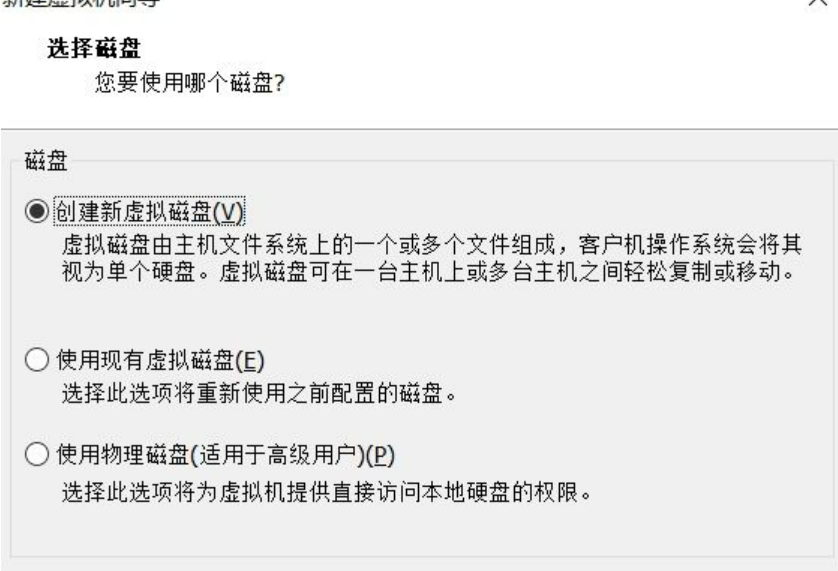 新建虚拟机向导
选择磁盘
您要使用哪个磁盘?
磁盘
创建新虚拟磁盘(V)
虚拟磁盘由主机文件系统上的一个或多个文件组成，客户机操作系统会将其
视为单个硬盘。虚拟磁盘可在一台主机上或多台主机之间轻松复制或移动。
使用现有虚拟磁盘(E)
选择此选项将重新使用之前配置的磁盘。
使用物理磁盘(适用于高级用户)(P)
选择此选项将为虚拟机提供直接访问本地硬盘的权限。